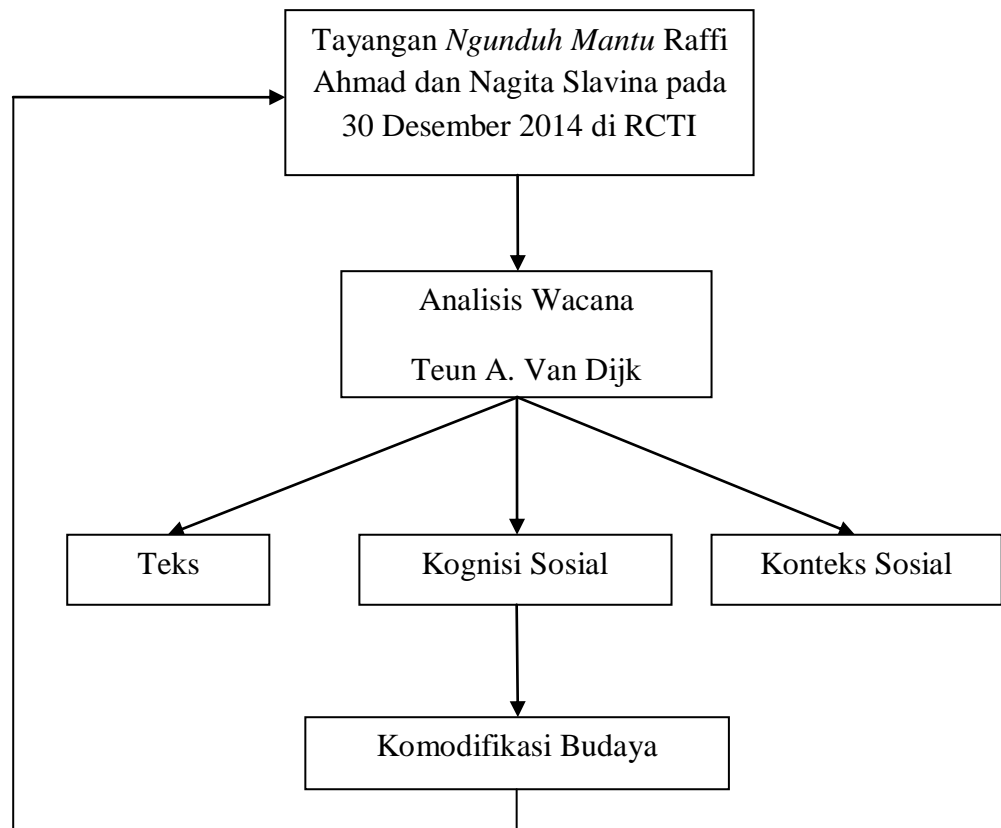 Tayangan Ngunduh Mantu Raffi
Ahmad dan Nagita Slavina pada
30 Desember 2014 di RCTI
Analisis Wacana
Teun A. Van Dijk
Teks
Kognisi Sosial
Konteks Sosial
Komodifikasi Budaya